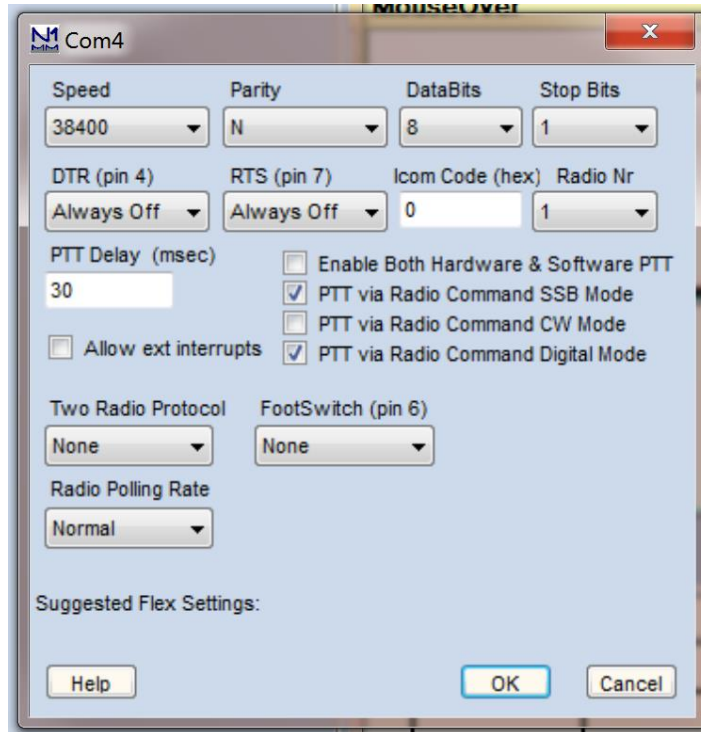 MouseOver
N1
MM
Com4
x
Speed Parity DataBits Stop Bits
38400 N 8 1
DTR (pin 4) RTS (pin 7) Icom Code (hex) Radio Nr
Always Off Always Off 0 1
PTT Delay (msec)
30
Enable Both Hardware & Software PTT
PTT via Radio Command SSB Mode
PTT via Radio Command CW Mode
Allow ext interrupts
PTT via Radio Command Digital Mode
Two Radio Protocol FootSwitch (pin 6)
None None
Radio Polling Rate
Normal
Suggested Flex Settings:
Help OK Cancel